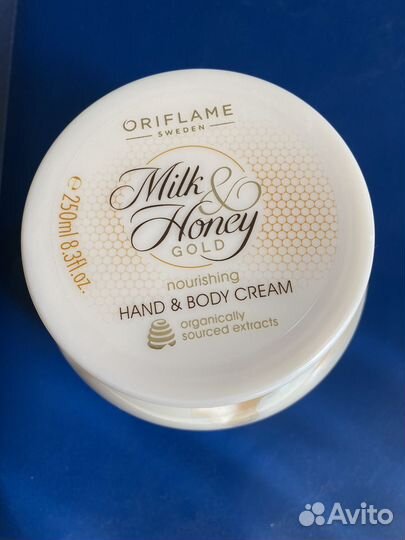 ORIFLAME
SWEDEN
Milk &
Honey
GOLD
nourishing
HAND & BODY CREAM
organically
sourced extracts
℮ 250ml 8.3fl.oz.
Avito